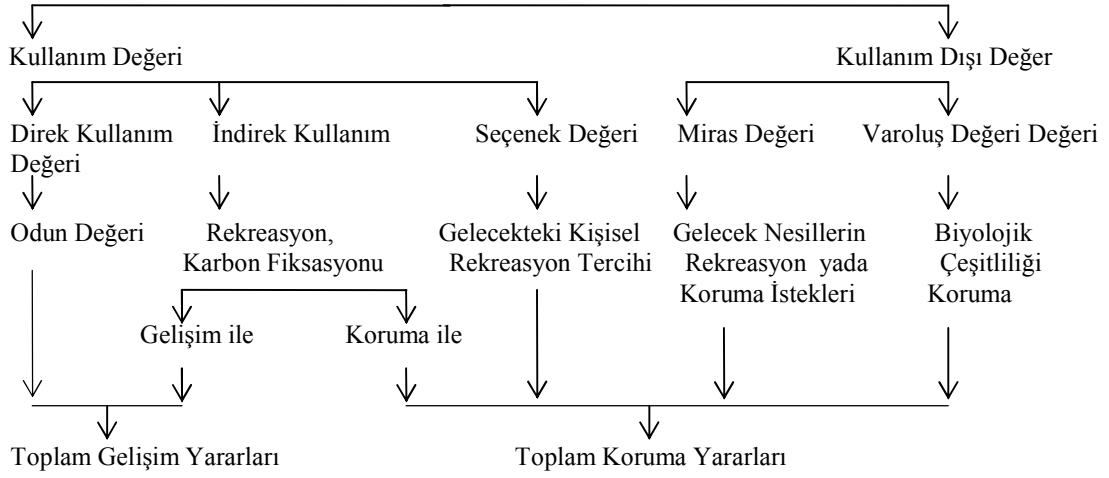 Kullanım Değeri Kullanım Dışı Değer
Direk Kullanım İndirek Kullanım Seçenek Değeri Miras Değeri Varoluş Değeri Değeri
Değeri
Odun Değeri Rekreasyon, Gelecekteki Kişisel Gelecek Nesillerin Biyolojik
Karbon Fiksasyonu Rekreasyon Tercihi Rekreasyon yada Çeşitliliği
Koruma İstekleri Koruma
Gelişim ile Koruma ile
Toplam Gelişim Yararları Toplam Koruma Yararları